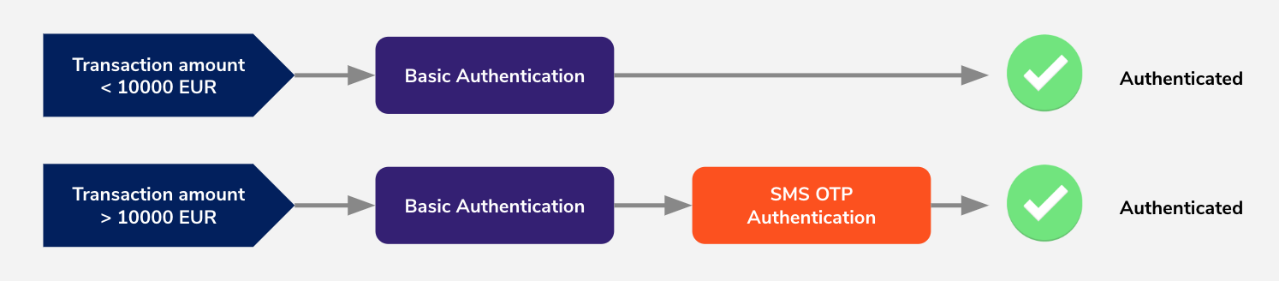 Transaction amount
< 10000 EUR
Basic Authentication
Authenticated
Transaction amount
> 10000 EUR
Basic Authentication
SMS OTP
Authentication
Authenticated